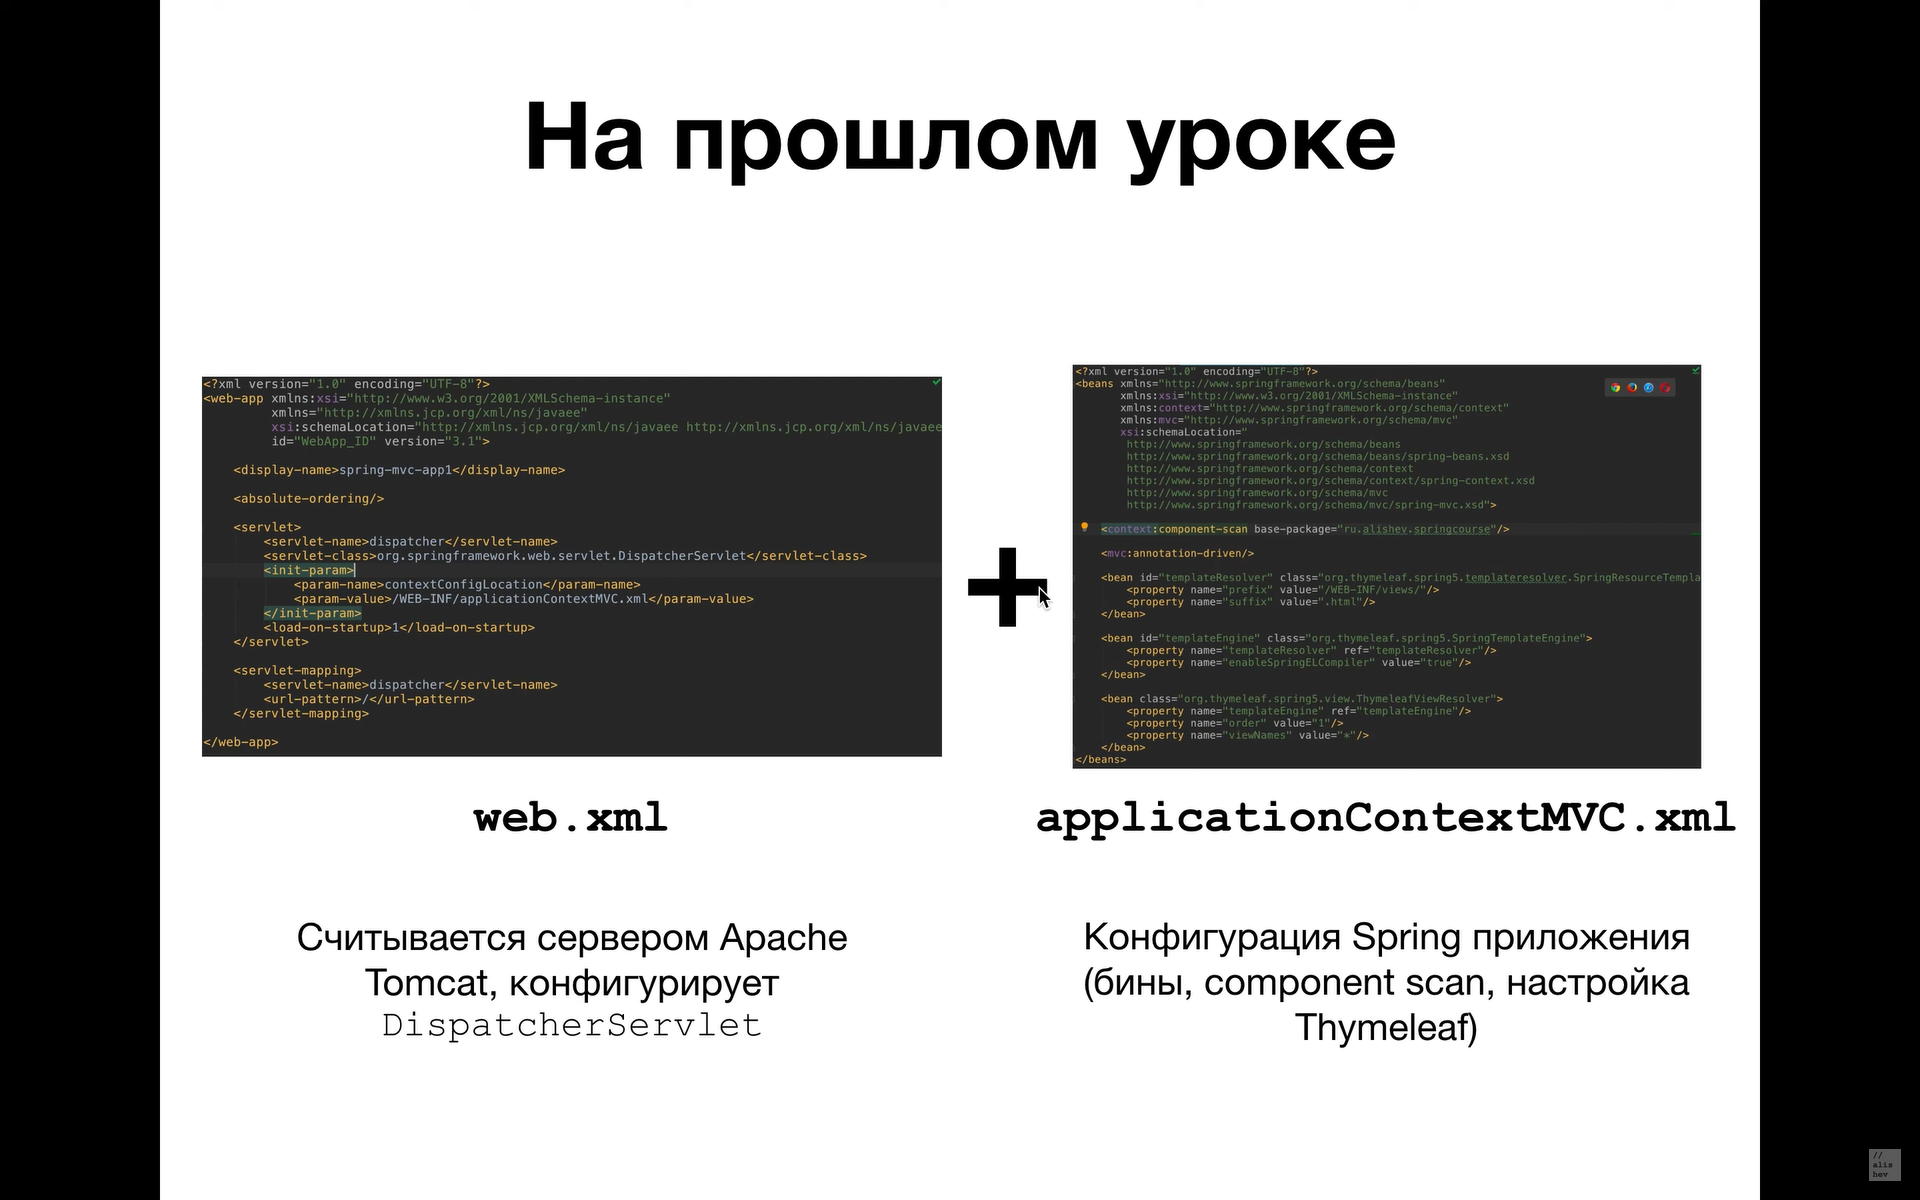 На прошлом уроке
<?xml version="1.0" encoding="UTF-8"?>
<web-app xmlns:xsi="http://www.w3.org/2001/XMLSchema-instance"
xmlns="http://xmlns.jcp.org/xml/ns/javaee"
xsi:schemaLocation="http://xmlns.jcp.org/xml/ns/javaee http://xmlns.jcp.org/xml/ns/javaee
id="WebApp_ID" version="3.1">
<display-name>spring-mvc-app1</display-name>
<absolute-ordering/>
<servlet>
<servlet-name>dispatcher</servlet-name>
<servlet-class>org.springframework.web.servlet.DispatcherServlet</servlet-class>
<init-param>
<param-name>contextConfigLocation</param-name>
<param-value>/WEB-INF/applicationContextMVC.xml</param-value>
</init-param>
<load-on-startup>1</load-on-startup>
</servlet>
<servlet-mapping>
<servlet-name>dispatcher</servlet-name>
<url-pattern>/</url-pattern>
</servlet-mapping>
</web-app>
+
<?xml version="1.0" encoding="UTF-8"?>
<beans xmlns="http://www.springframework.org/schema/beans"
xmlns:xsi="http://www.w3.org/2001/XMLSchema-instance"
xmlns:context="http://www.springframework.org/schema/context"
xmlns:mvc="http://www.springframework.org/schema/mvc"
xsi:schemaLocation="
http://www.springframework.org/schema/beans
http://www.springframework.org/schema/beans/spring-beans.xsd
http://www.springframework.org/schema/context
http://www.springframework.org/schema/context/spring-context.xsd
http://www.springframework.org/schema/mvc
http://www.springframework.org/schema/mvc/spring-mvc.xsd">
<context:component-scan base-package="ru.alishev.springcourse"/>
<mvc:annotation-driven/>
<bean id="templateResolver" class="org.thymeleaf.spring5.templateresolver.SpringResourceTempla
<property name="prefix" value="/WEB-INF/views/"/>
<property name="suffix" value=".html"/>
</bean>
<bean id="templateEngine" class="org.thymeleaf.spring5.SpringTemplateEngine">
<property name="templateResolver" ref="templateResolver"/>
<property name="enableSpringELCompiler" value="true"/>
</bean>
<bean class="org.thymeleaf.spring5.view.ThymeleafViewResolver">
<property name="templateEngine" ref="templateEngine"/>
<property name="order" value="1"/>
<property name="viewNames" value="*"/>
</bean>
</beans>
web.xml
applicationContextMVC.xml
Считывается сервером Apache
Tomcat, конфигурирует
DispatcherServlet
Конфигурация Spring приложения
(бины, component scan, настройка
Thymeleaf)
//
alis
hev